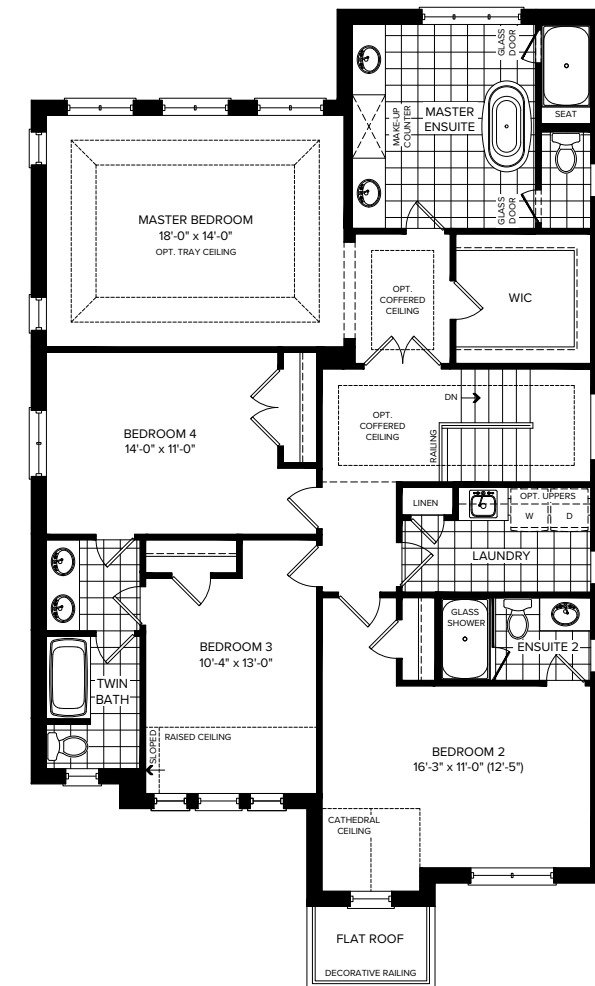 GLASS
DOOR
SEAT
MAKE-UP
COUNTER
MASTER
ENSUITE
GLASS
DOOR
MASTER BEDROOM
18'-0" x 14'-0"
OPT. TRAY CEILING
OPT.
COFFERED
CEILING
WIC
DN
OPT.
COFFERED
CEILING
RAILING
BEDROOM 4
14'-0" x 11'-0"
LINEN
OPT. UPPERS
W
D
LAUNDRY
GLASS
SHOWER
ENSUITE 2
BEDROOM 3
10'-4" x 13'-0"
TWIN
BATH
SLOPED
RAISED CEILING
BEDROOM 2
16'-3" x 11'-0" (12'-5")
CATHEDRAL
CEILING
FLAT ROOF
DECORATIVE RAILING